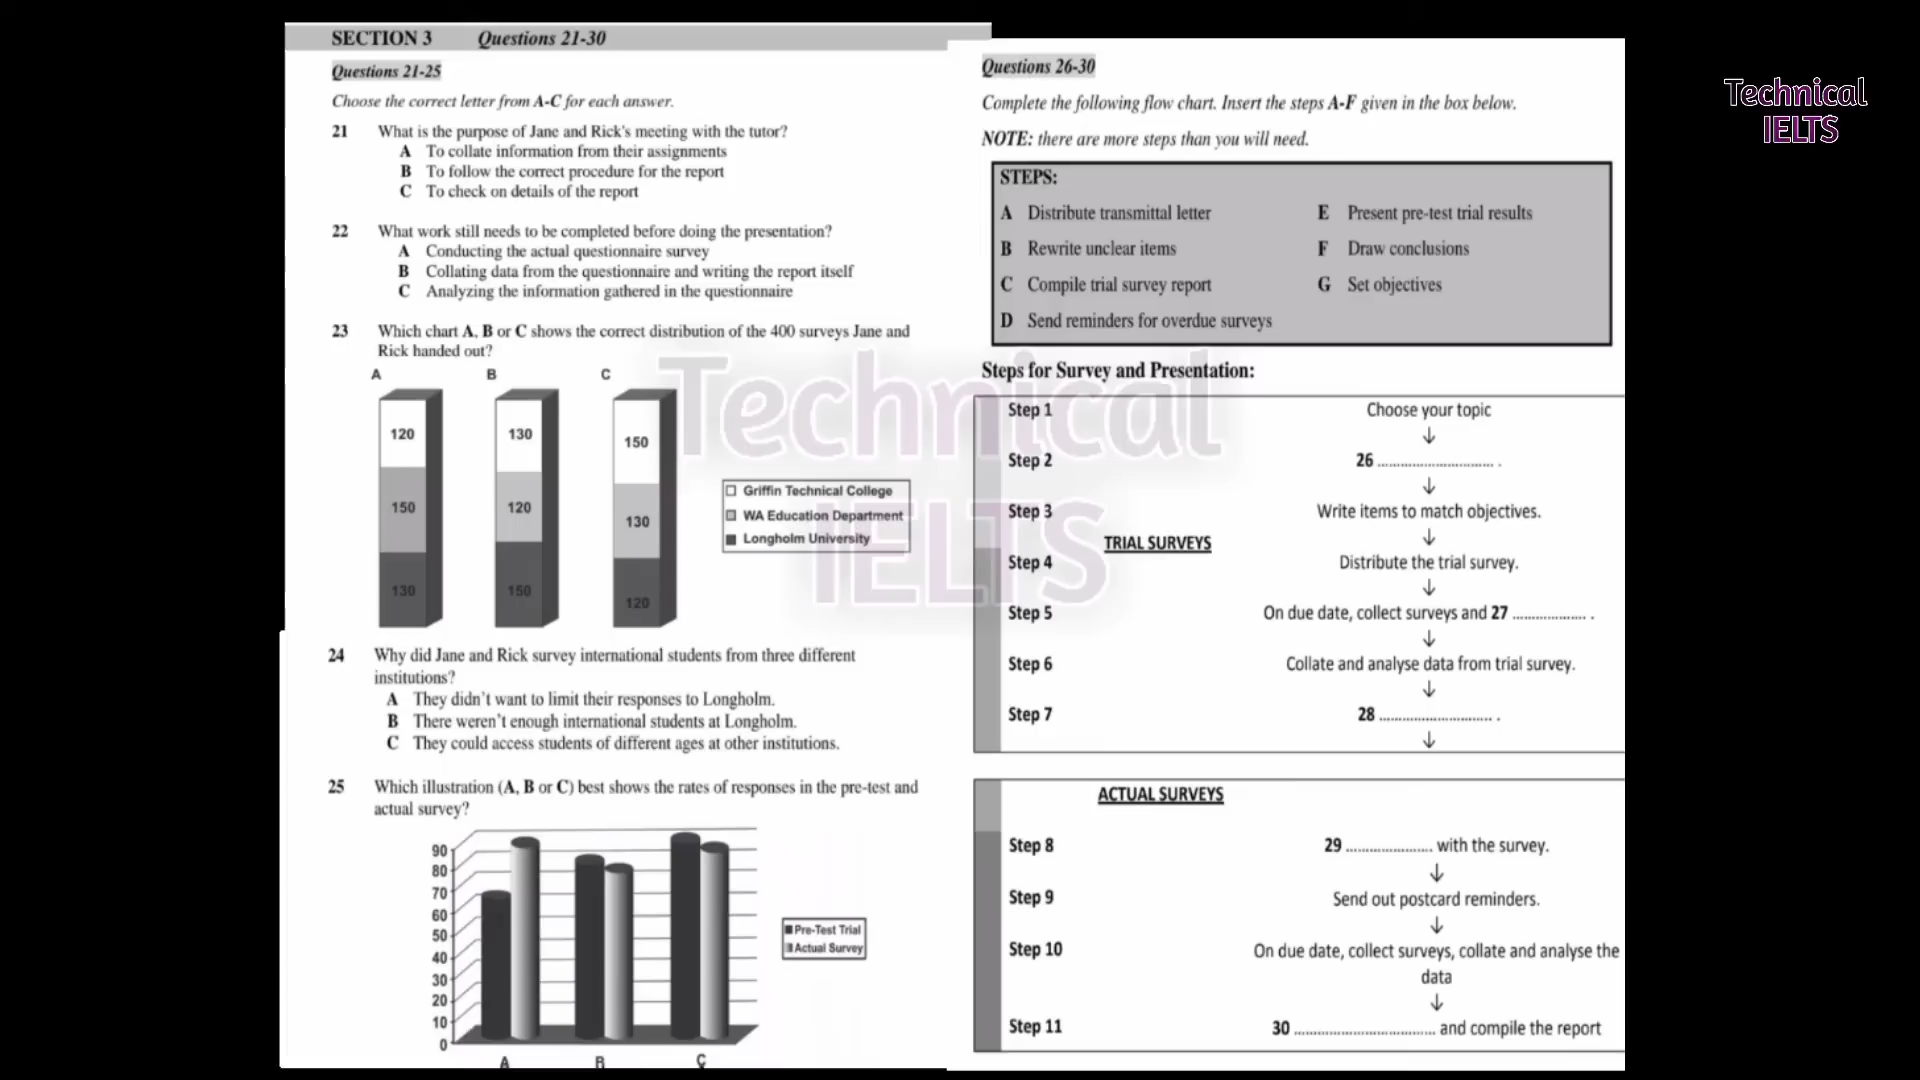 SECTION 3 Questions 21-30
Questions 21-25
Choose the correct letter from A-C for each answer.
21 What is the purpose of Jane and Rick's meeting with the tutor?
A To collate information from their assignments
B To follow the correct procedure for the report
C To check on details of the report
22 What work still needs to be completed before doing the presentation?
A Conducting the actual questionnaire survey
B Collating data from the questionnaire and writing the report itself
C Analyzing the information gathered in the questionnaire
23 Which chart A, B or C shows the correct distribution of the 400 surveys Jane and
Rick handed out?
A B C
120 130 150
150 120 130
130 150 120
Griffin Technical College
WA Education Department
Longholm University
24 Why did Jane and Rick survey international students from three different
institutions?
A They didn't want to limit their responses to Longholm.
B There weren't enough international students at Longholm.
C They could access students of different ages at other institutions.
25 Which illustration (A, B or C) best shows the rates of responses in the pre-test and
actual survey?
90
80
70
60
50
40
30
20
10
0
A B C
Pre-Test Trial
Actual Survey
Questions 26-30
Complete the following flow chart. Insert the steps A-F given in the box below.
NOTE: there are more steps than you will need.
STEPS:
A Distribute transmittal letter
B Rewrite unclear items
C Compile trial survey report
D Send reminders for overdue surveys
E Present pre-test trial results
F Draw conclusions
G Set objectives
Steps for Survey and Presentation:
Step 1 Choose your topic
↓
Step 2 26 ............................. .
↓
Step 3 Write items to match objectives.
↓
TRIAL SURVEYS
Step 4 Distribute the trial survey.
↓
Step 5 On due date, collect surveys and 27 ................... .
↓
Step 6 Collate and analyse data from trial survey.
↓
Step 7 28 ............................ .
↓
ACTUAL SURVEYS
Step 8 29 ...................... with the survey.
↓
Step 9 Send out postcard reminders.
↓
Step 10 On due date, collect surveys, collate and analyse the
data
↓
Step 11 30 ................................... and compile the report
Technical
IELTS
Technical
IELTS